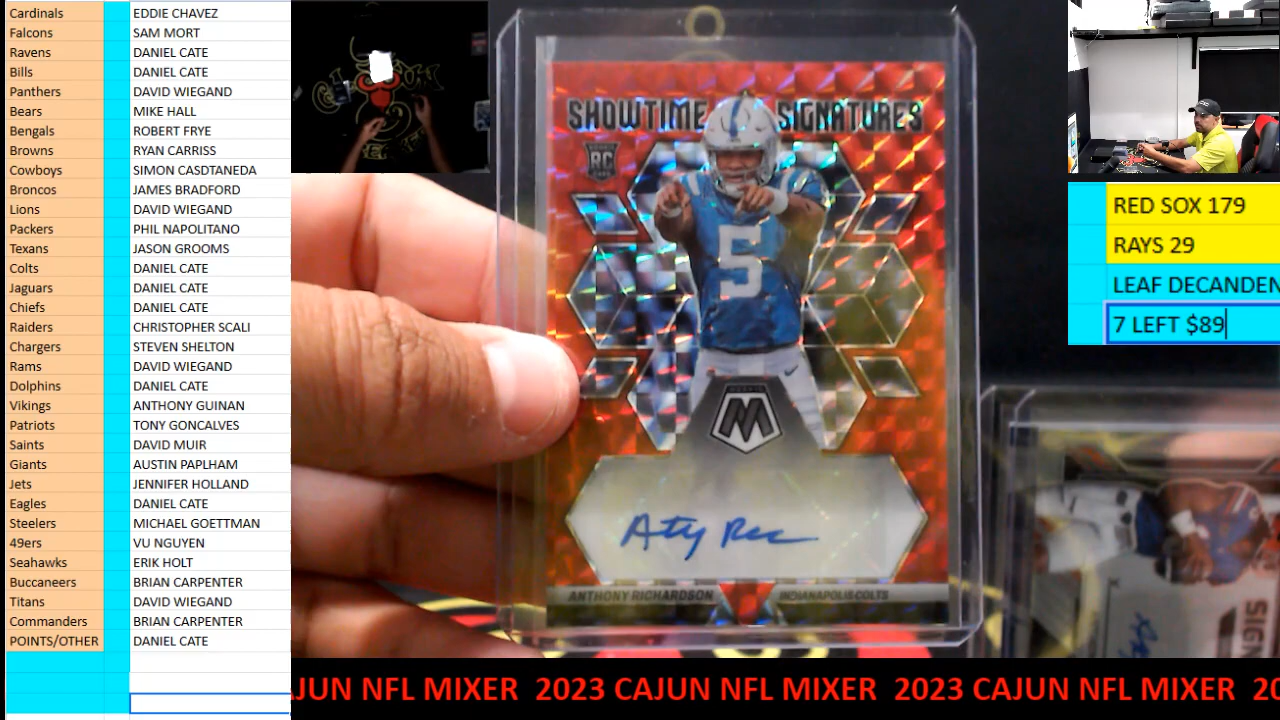 Cardinals EDDIE CHAVEZ
Falcons SAM MORT
Ravens DANIEL CATE
Bills DANIEL CATE
Panthers DAVID WIEGAND
Bears MIKE HALL
Bengals ROBERT FRYE
Browns RYAN CARRISS
Cowboys SIMON CASDTANEDA
Broncos JAMES BRADFORD
Lions DAVID WIEGAND
Packers PHIL NAPOLITANO
Texans JASON GROOMS
Colts DANIEL CATE
Jaguars DANIEL CATE
Chiefs DANIEL CATE
Raiders CHRISTOPHER SCALI
Chargers STEVEN SHELTON
Rams DAVID WIEGAND
Dolphins DANIEL CATE
Vikings ANTHONY GUINAN
Patriots TONY GONCALVES
Saints DAVID MUIR
Giants AUSTIN PAPLHAM
Jets JENNIFER HOLLAND
Eagles DANIEL CATE
Steelers MICHAEL GOETTMAN
49ers VU NGUYEN
Seahawks ERIK HOLT
Buccaneers BRIAN CARPENTER
Titans DAVID WIEGAND
Commanders BRIAN CARPENTER
POINTS/OTHER DANIEL CATE
SHOWTIME SIGNATURES
RC
5
M
ANTHONY RICHARDSON INDIANAPOLIS COLTS
SIGN
RED SOX 179
RAYS 29
LEAF DECANDEN
7 LEFT $89
JUN NFL MIXER 2023 CAJUN NFL MIXER 2023 CAJUN NFL MIXER 20